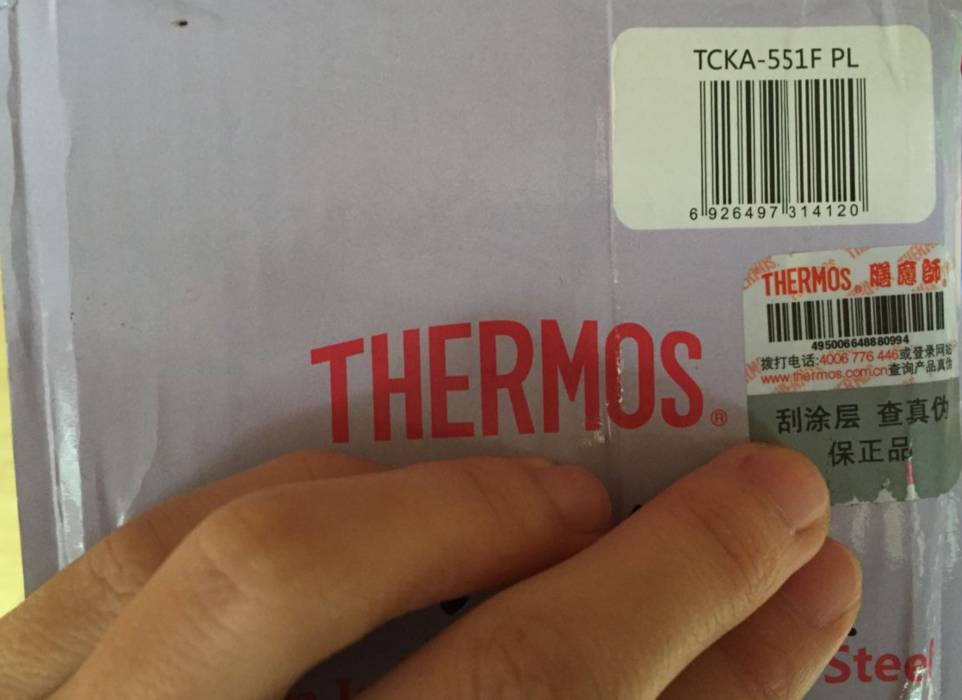 TCKA-551F PL
6 926497 314120
THERMOS 膳魔師
495006648880994
拨打电话:4006 776 446或登录网站
www.thermos.com.cn查询产品真伪
刮涂层 查真伪
保正品
THERMOS®
Steel